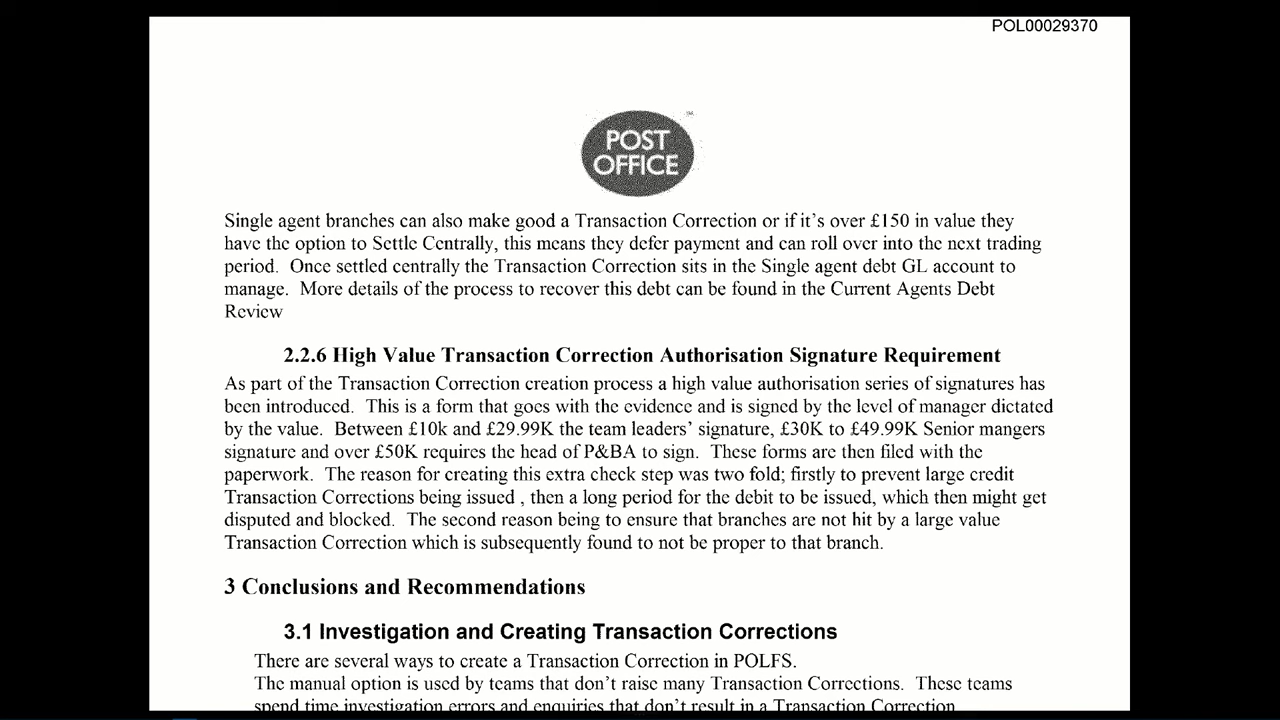 POL00029370
POST
OFFICE
™
Single agent branches can also make good a Transaction Correction or if it's over £150 in value they
have the option to Settle Centrally, this means they defer payment and can roll over into the next trading
period.  Once settled centrally the Transaction Correction sits in the Single agent debt GL account to
manage.  More details of the process to recover this debt can be found in the Current Agents Debt
Review
2.2.6 High Value Transaction Correction Authorisation Signature Requirement
As part of the Transaction Correction creation process a high value authorisation series of signatures has
been introduced.  This is a form that goes with the evidence and is signed by the level of manager dictated
by the value.  Between £10k and £29.99K the team leaders' signature, £30K to £49.99K Senior mangers
signature and over £50K requires the head of P&BA to sign.  These forms are then filed with the
paperwork.  The reason for creating this extra check step was two fold; firstly to prevent large credit
Transaction Corrections being issued , then a long period for the debit to be issued, which then might get
disputed and blocked.  The second reason being to ensure that branches are not hit by a large value
Transaction Correction which is subsequently found to not be proper to that branch.
3 Conclusions and Recommendations
3.1 Investigation and Creating Transaction Corrections
There are several ways to create a Transaction Correction in POLFS.
The manual option is used by teams that don't raise many Transaction Corrections.  These teams
spend time investigation errors and enquiries that don't result in a Transaction Correction